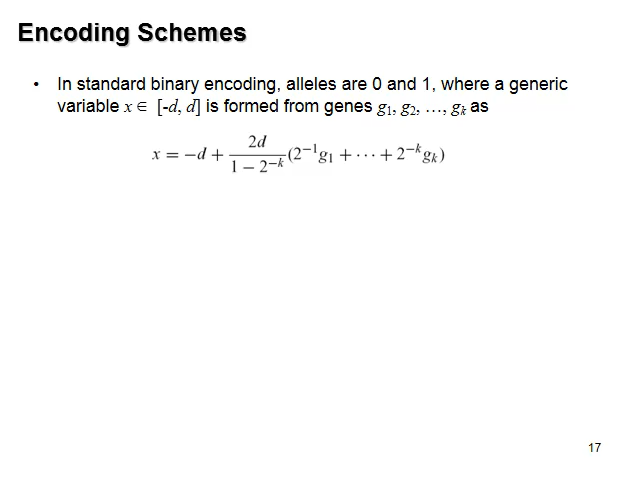 Encoding Schemes
• In standard binary encoding, alleles are 0 and 1, where a generic
variable x ∈ [-d, d] is formed from genes g₁, g₂, …, gₖ as
x = −d + \frac{2d}{1 − 2^{−k}}(2^{−1}g₁ + ⋯ + 2^{−k}gₖ)
17